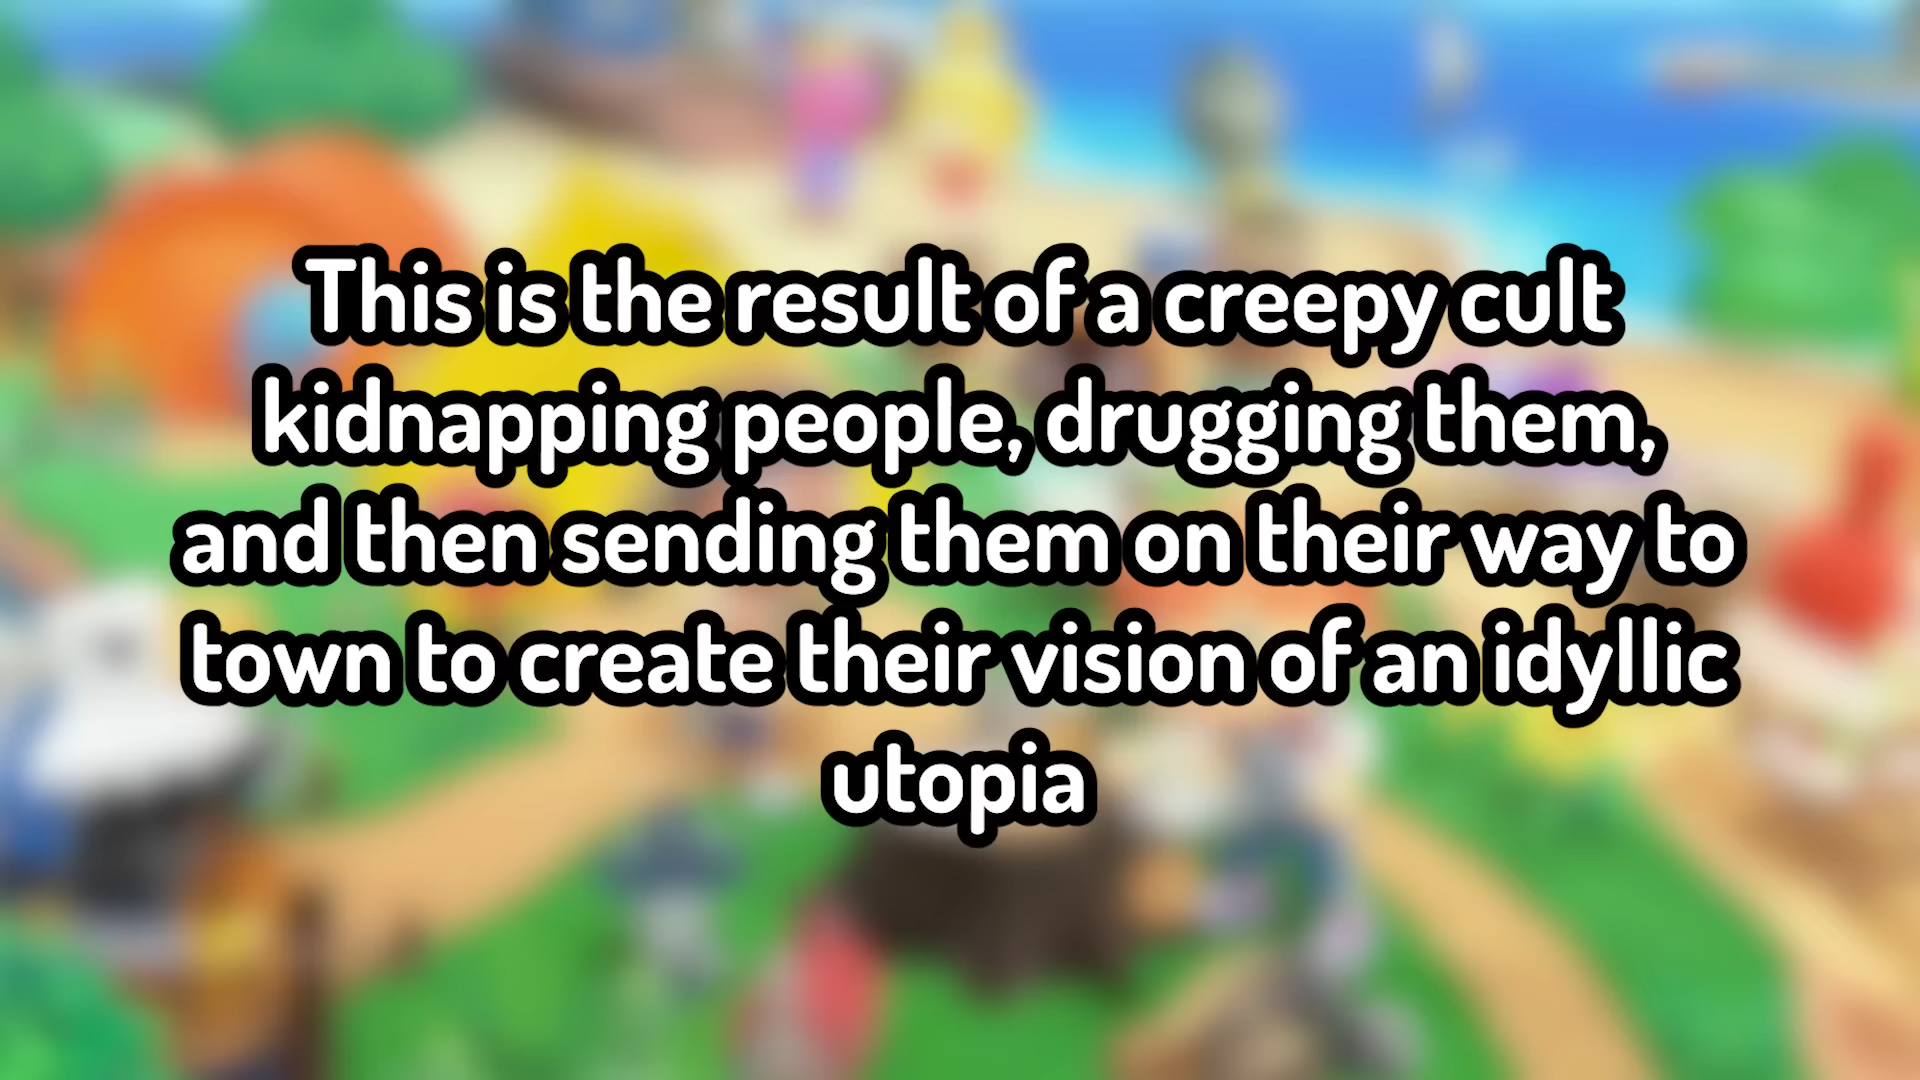 This is the result of a creepy cult
kidnapping people, drugging them,
and then sending them on their way to
town to create their vision of an idyllic
utopia